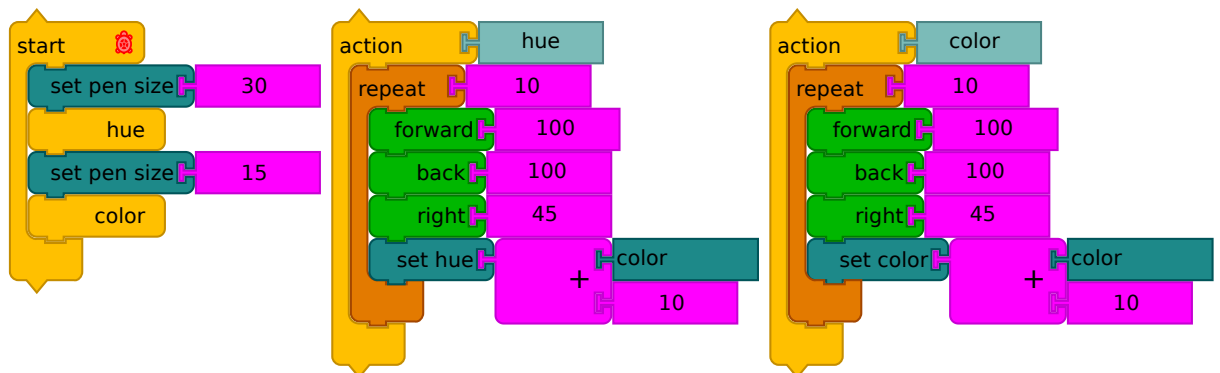 start
set pen size 30
hue
set pen size 15
color
action hue
repeat 10
forward 100
back 100
right 45
set hue + color
10
action color
repeat 10
forward 100
back 100
right 45
set color + color
10